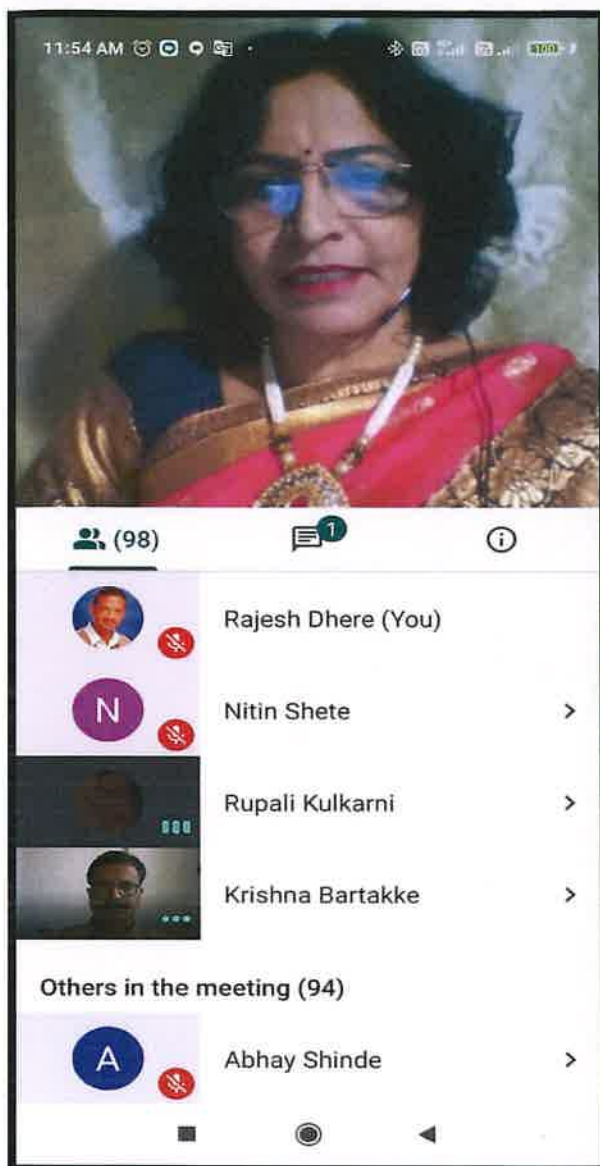 11:54 AM
100
(98)
1
Rajesh Dhere (You)
N
Nitin Shete
Rupali Kulkarni
Krishna Bartakke
Others in the meeting (94)
A
Abhay Shinde